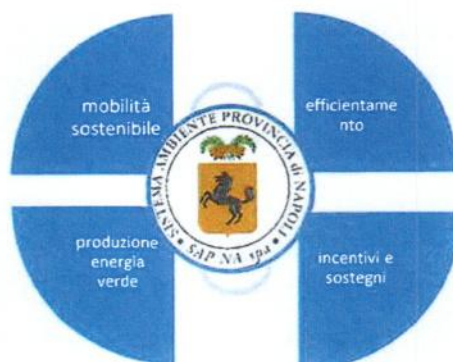 mobilità
sostenibile
efficientame
nto
SISTEMA AMBIENTE PROVINCIA di NAPOLI
SAP NA spa
produzione
energia
verde
incentivi e
sostegni